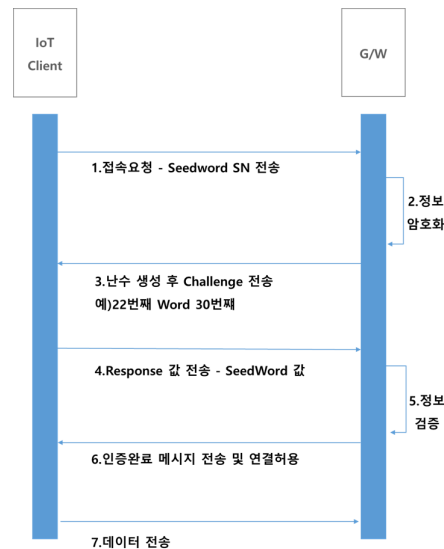 IoT
Client
G/W
1.접속요청 - Seedword SN 전송
2.정보
암호화
3.난수 생성 후 Challenge 전송
예)22번째 Word 30번째
4.Response 값 전송 - SeedWord 값
5.정보
검증
6.인증완료 메시지 전송 및 연결허용
7.데이터 전송